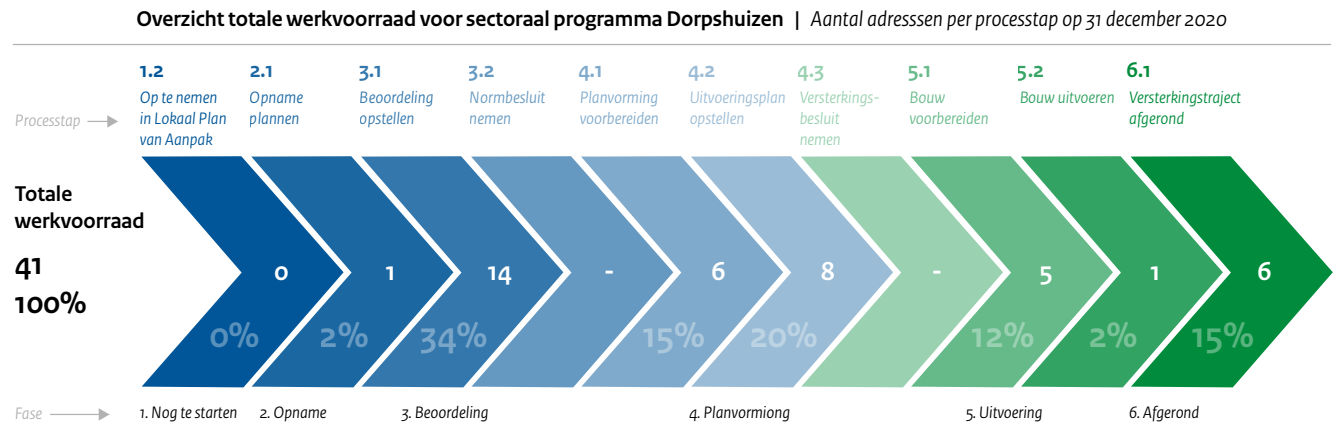 Overzicht totale werkvoorraad voor sectoraal programma Dorpshuizen | Aantal adresssen per processtap op 31 december 2020
Processtap
1.2
Op te nemen
in Lokaal Plan
van Aanpak
2.1
Opname
plannen
3.1
Beoordeling
opstellen
3.2
Normbesluit
nemen
4.1
Planvorming
voorbereiden
4.2
Uitvoeringsplan
opstellen
4.3
Versterkings-
besluit
nemen
5.1
Bouw
voorbereiden
5.2
Bouw uitvoeren
6.1
Versterkingstraject
afgerond
Totale
werkvoorraad
41
100%
0 1 14 - 6 8 - 5 1 6
0% 2% 34% 15% 20% 12% 2% 15%
Fase
1. Nog te starten 2. Opname 3. Beoordeling 4. Planvormiong 5. Uitvoering 6. Afgerond